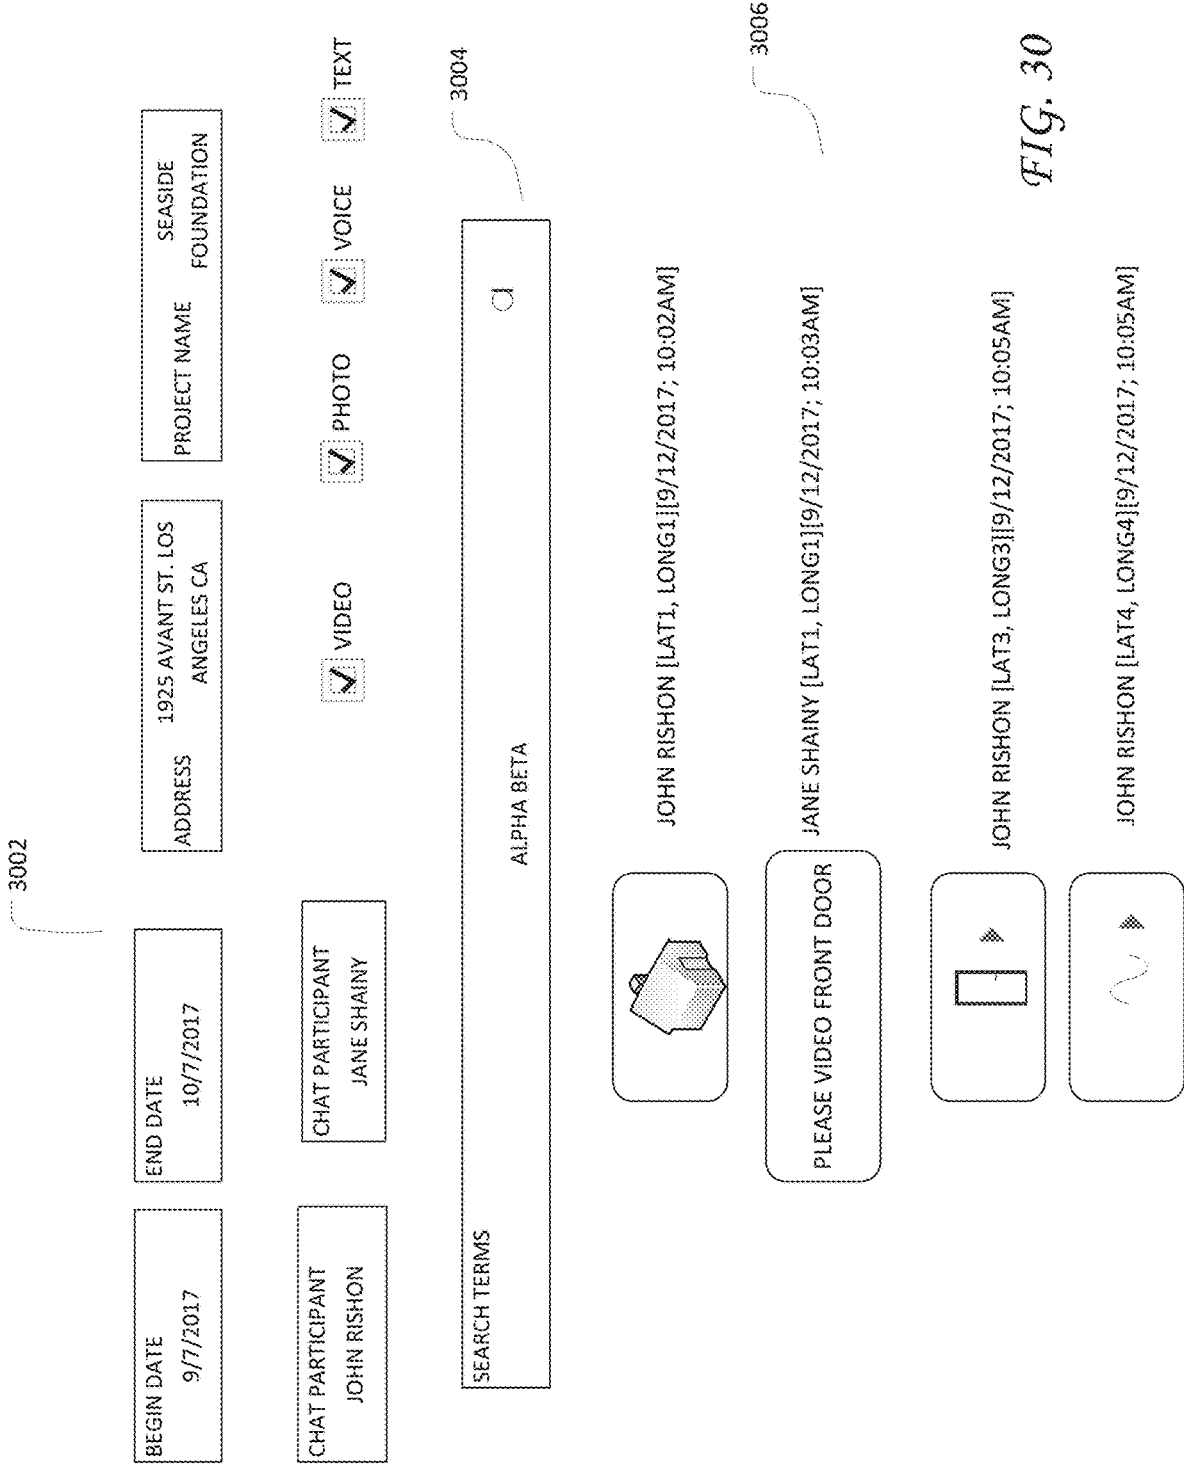 3002
BEGIN DATE
9/7/2017
END DATE
10/7/2017
ADDRESS 1925 AVANT ST. LOS
ANGELES CA
PROJECT NAME SEASIDE
FOUNDATION
CHAT PARTICIPANT
JOHN RISHON
CHAT PARTICIPANT
JANE SHAINY
VIDEO
PHOTO
VOICE
TEXT
3004
SEARCH TERMS
ALPHA BETA
JOHN RISHON [LAT1, LONG1][9/12/2017; 10:02AM]
3006
PLEASE VIDEO FRONT DOOR
JANE SHAINY [LAT1, LONG1][9/12/2017; 10:03AM]
JOHN RISHON [LAT3, LONG3][9/12/2017; 10:05AM]
JOHN RISHON [LAT4, LONG4][9/12/2017; 10:05AM]
FIG. 30